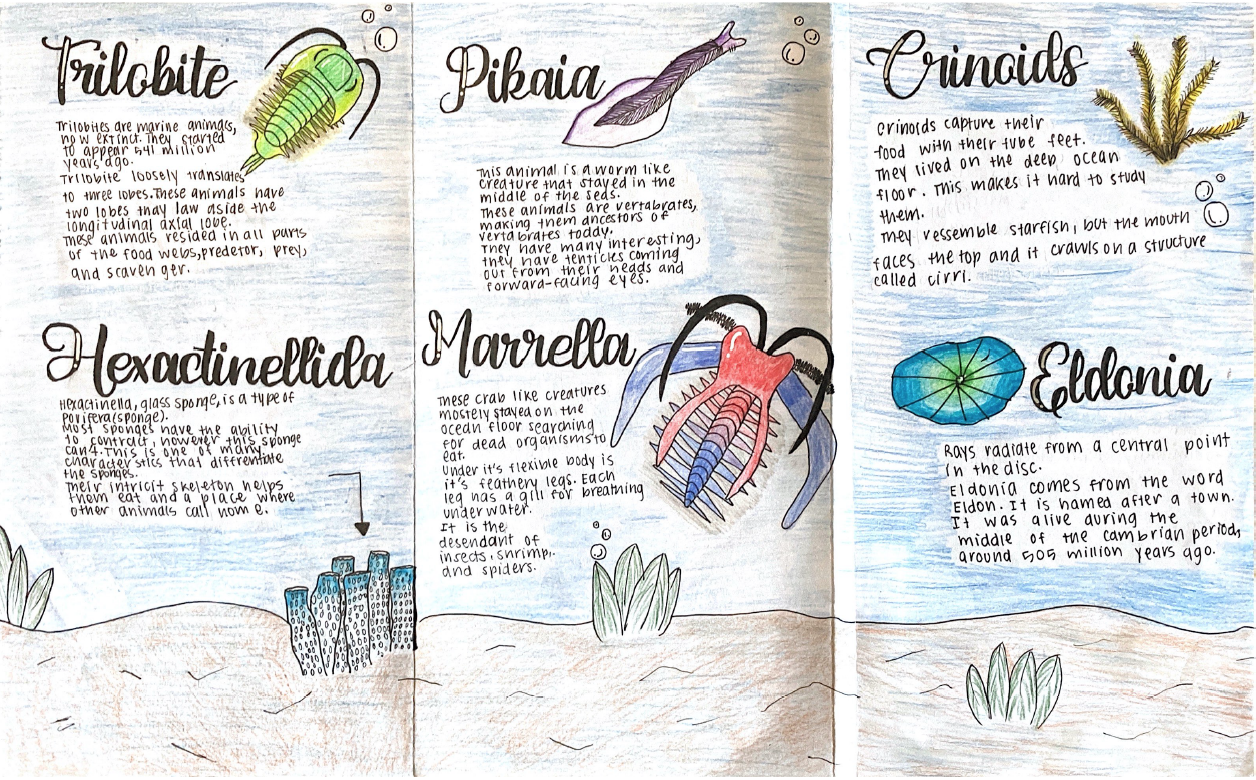 Trilobite
Trilobites are marine animals,
now extinct. They started
to appear 541 million
years ago.
Trilobite loosely translates
to three lobes. These animals have
two lobes thay law aside the
longitudinal axial lobe.
These animals resided in all parts
of the food webs, predetor, prey,
and scavenger.
Hexactinellida
Hexactinella, glass sponge, is a type of
Porifera(sponge).
Most sponges have the ability
to contract, however this sponge
can4. This is one of many
characteristics that differentiate
the sponges.
Their intrict skeleton helps
them eat and a place where
other animals call home.
Pikaia
This animal is a worm like
creature that stayed in the
middle of the seas.
These animals are vertabrates,
making them ancestors of
vertabrates today.
They have many interesting,
they have tenticles coming
out from their heads and
forward-facing eyes.
Marrella
These crab like creatures
mostely stayed on the
ocean floor searching
for dead organisms to
eat.
Under it's flexible body is
it's feathery legs. Each
leg has a gill for breathing
underwater.
It is the
desendant of
insects, shrimp,
and spiders.
Crinoids
Crinoids capture their
food with their tube feet.
They lived on the deep ocean
floor. This makes it hard to study
them.
They ressemble starfish, but the mouth
faces the top and it crawls on a structure
called cirri.
Eldonia
Rays radiate from a central point
in the disc.
Eldonia comes from the word
Eldon. It is named after a town.
It was alive during the
middle of the cambrian period,
around 505 million years ago.